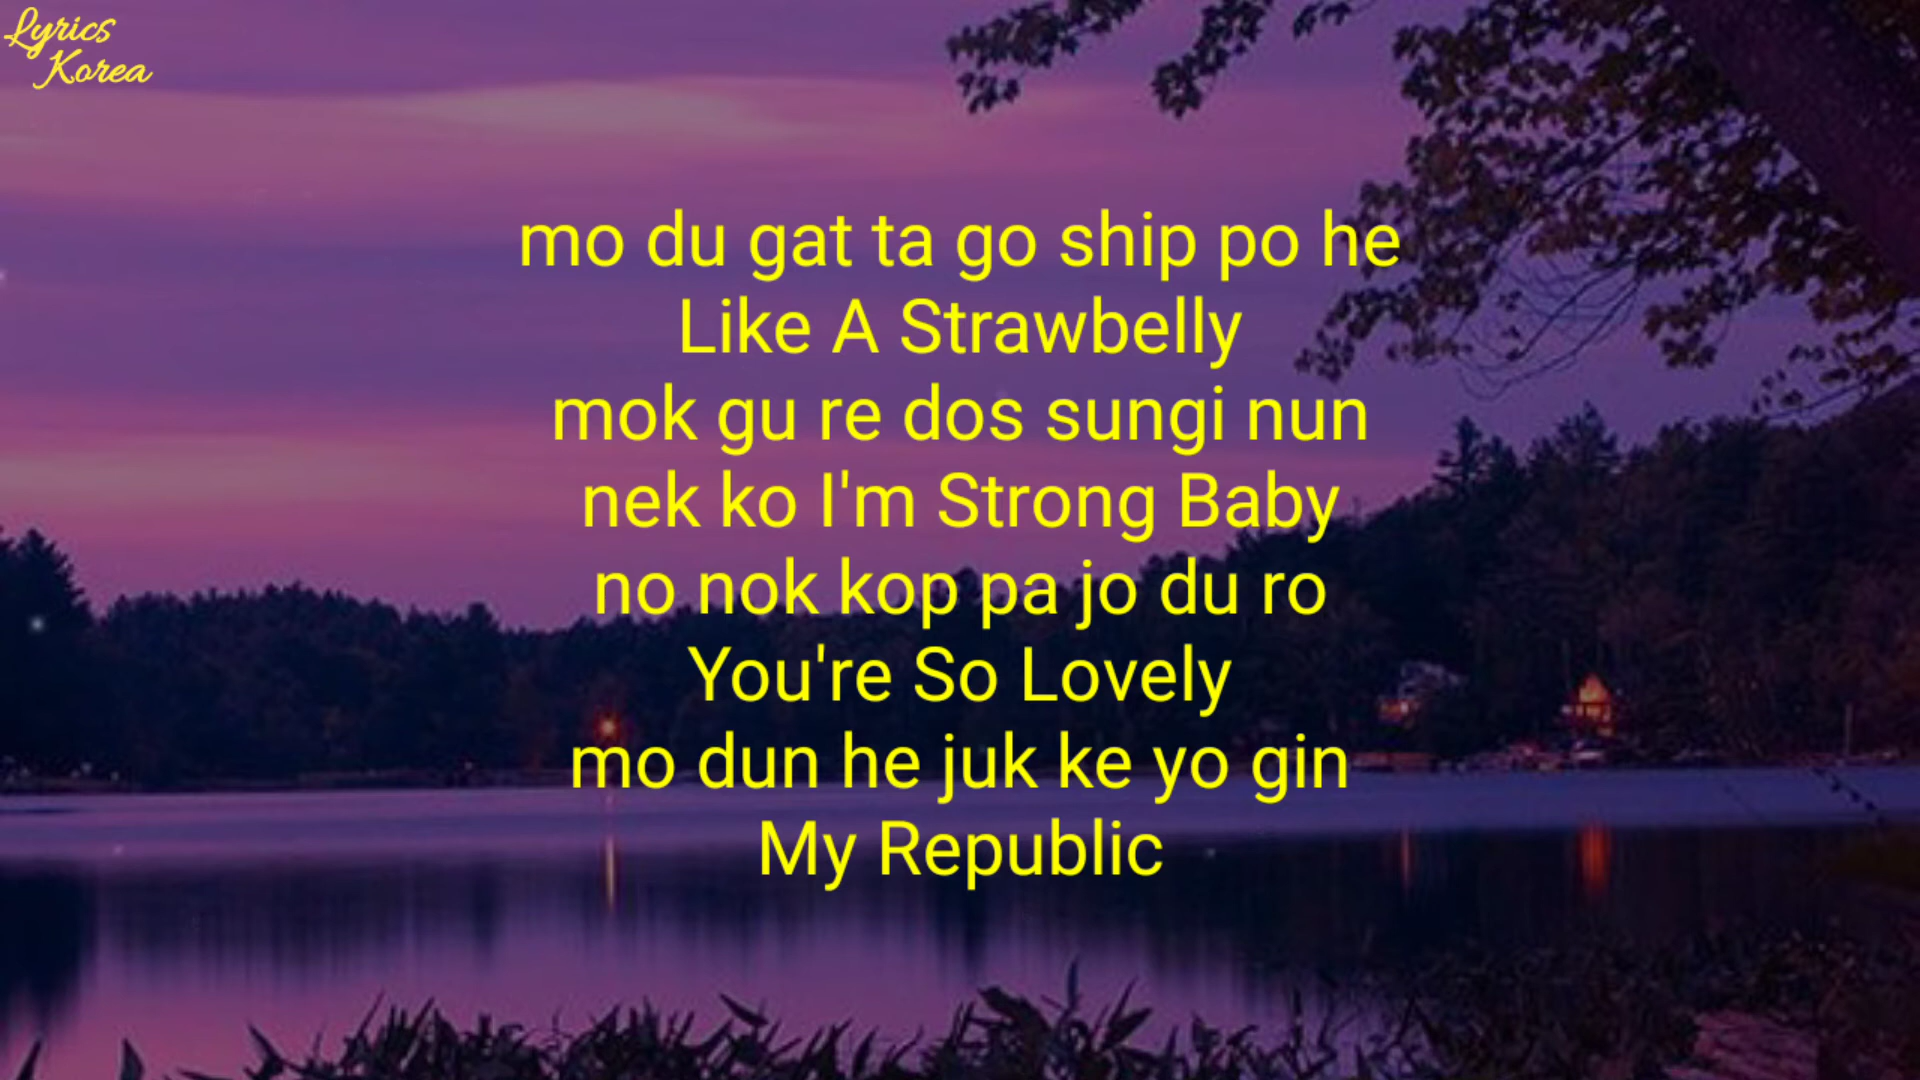 Lyrics
Korea
mo du gat ta go ship po he
Like A Strawbelly
mok gu re dos sungi nun
nek ko I'm Strong Baby
no nok kop pa jo du ro
You're So Lovely
mo dun he juk ke yo gin
My Republic